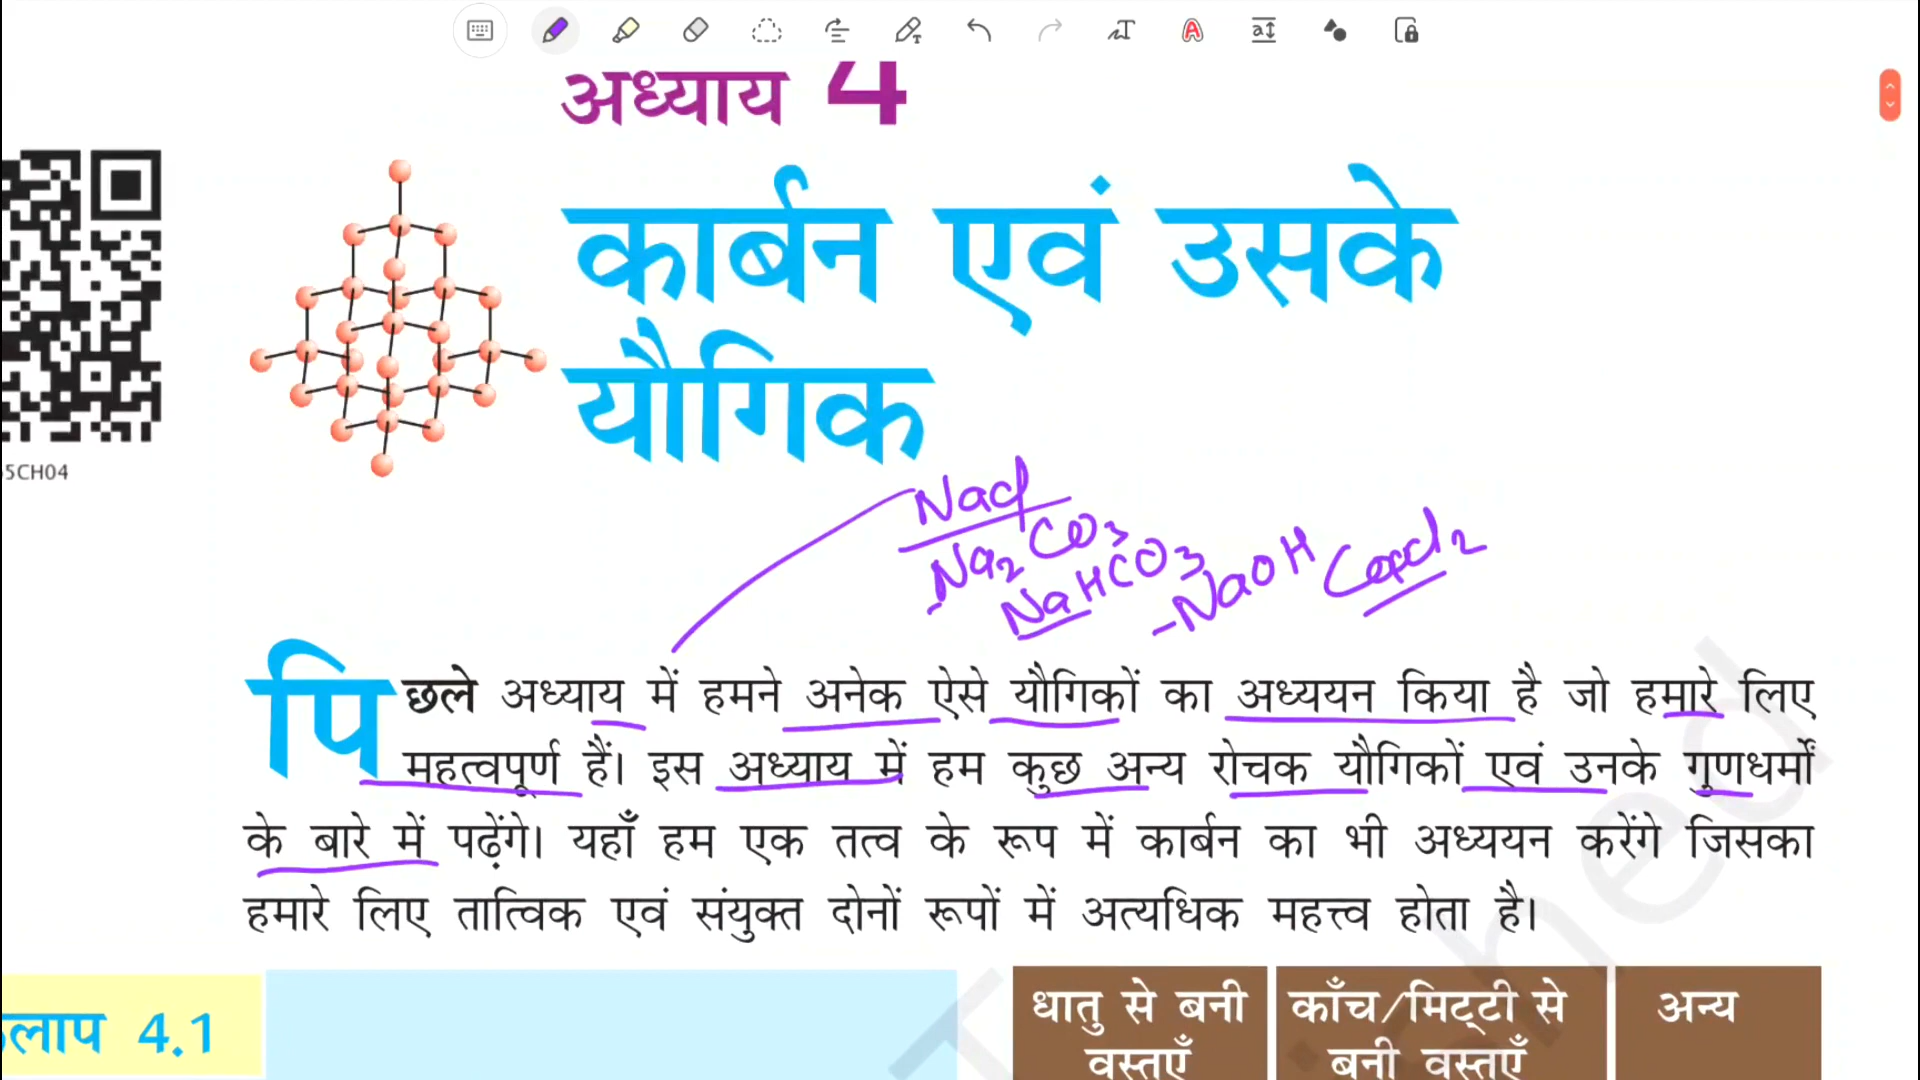 अध्याय 4
कार्बन एवं उसके
यौगिक
5CH04
Nacl
Na₂CO₃
NaHCO₃
NaOH
पिछले अध्याय में हमने अनेक ऐसे यौगिकों का अध्ययन किया है जो हमारे लिए
महत्वपूर्ण हैं। इस अध्याय में हम कुछ अन्य रोचक यौगिकों एवं उनके गुणधर्मों
के बारे में पढ़ेंगे। यहाँ हम एक तत्व के रूप में कार्बन का भी अध्ययन करेंगे जिसका
हमारे लिए तात्विक एवं संयुक्त दोनों रूपों में अत्यधिक महत्त्व होता है।
लाप 4.1
धातु से बनी
वस्तएँ
काँच/मिट्टी से
बनी वस्तएँ
अन्य